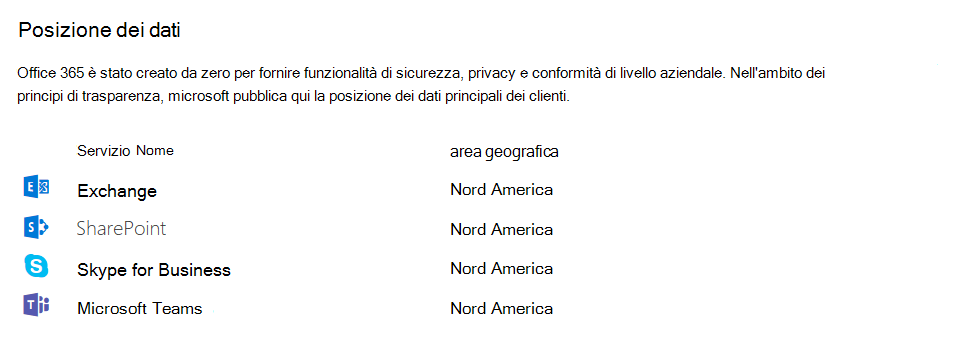 Posizione dei dati
Office 365 è stato creato da zero per fornire funzionalità di sicurezza, privacy e conformità di livello aziendale. Nell'ambito dei
principi di trasparenza, microsoft pubblica qui la posizione dei dati principali dei clienti.
Servizio Nome area geografica
Exchange Nord America
SharePoint Nord America
Skype for Business Nord America
Microsoft Teams Nord America